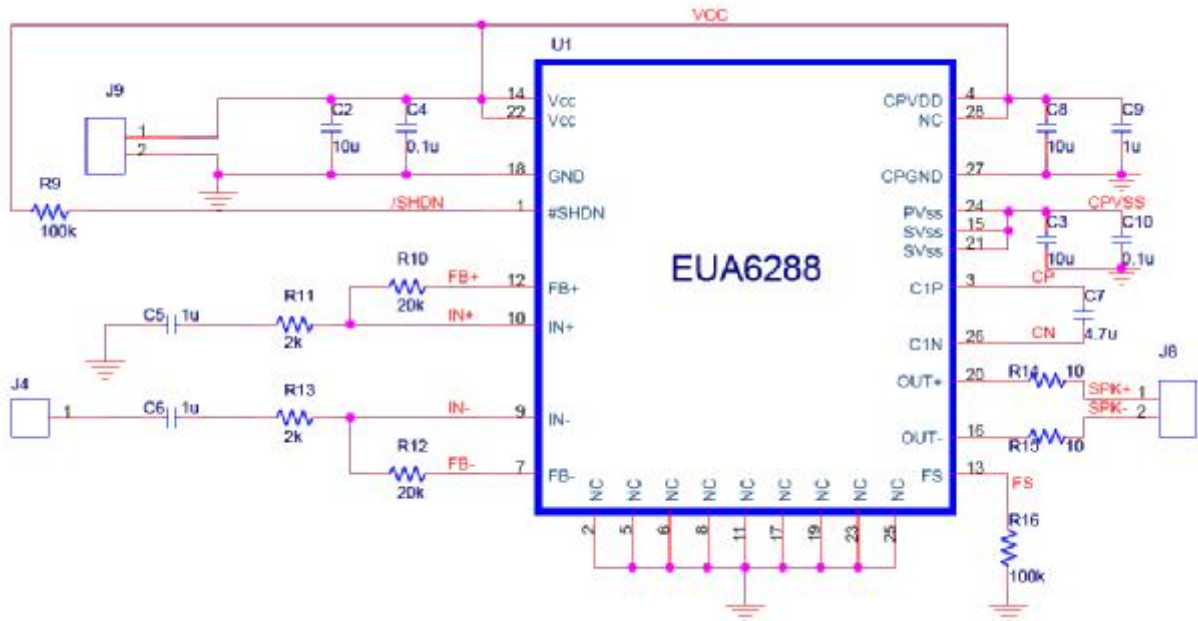 VCC
U1
J9
1
2
C2
10u
C4
0.1u
14 Vcc
22 Vcc
18 GND
R9
100k
/SHDN
1 #SHDN
CPVDD 4
NC 28
C8
10u
C9
1u
CPGND 27
PVss 24 CPVSS
SVss 15
SVss 21
C3
10u
C10
0.1u
EUA6288
R10
20k
FB+ 12 FB+
R11
2k
C5 1u
IN+ 10 IN+
C1P 3 CP
C7
4.7u
C1N 26 CN
J4
1
C6 1u
R13
2k
IN- 9 IN-
R12
20k
FB- 7 FB-
OUT+ 20
R14 10
SPK+ 1
SPK- 2
J8
OUT- 16
R15 10
FS 13
FS
R16
100k
NC NC NC NC NC NC NC NC NC
2 5 6 8 11 17 19 23 25